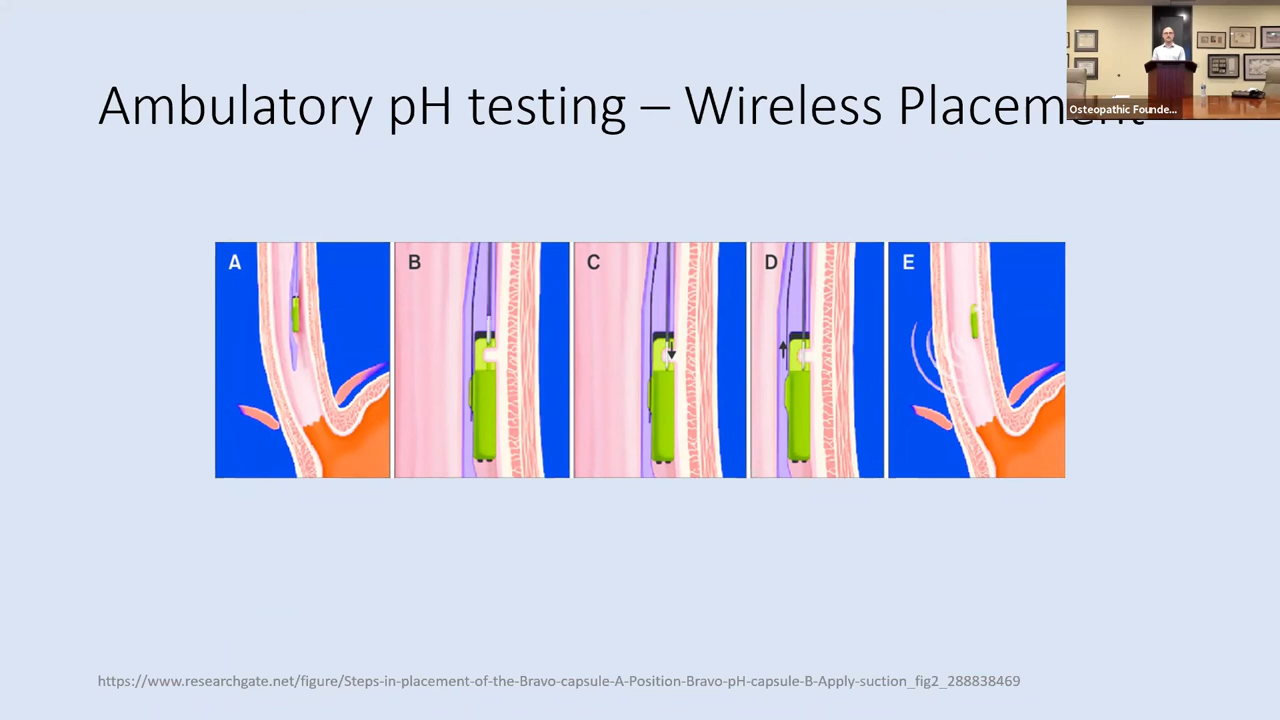 Ambulatory pH testing – Wireless Placement
Osteopathic Founde...
A
B
C
D
E
https://www.researchgate.net/figure/Steps-in-placement-of-the-Bravo-capsule-A-Position-Bravo-pH-capsule-B-Apply-suction_fig2_288838469